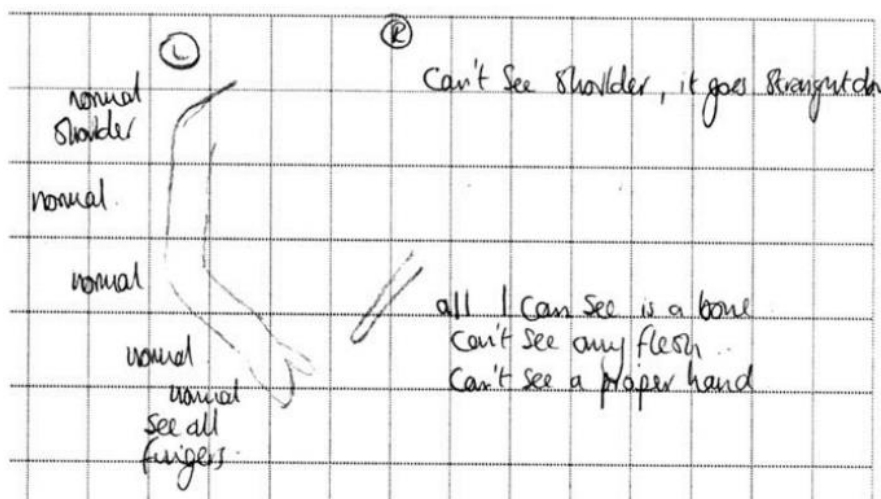 L
R
Can't See Shoulder, it goes straight do
normal
Shoulder
normal.
normal
all I can see is a bone
Can't see any flesh
Can't see a proper hand
normal
normal
See all
fingers.